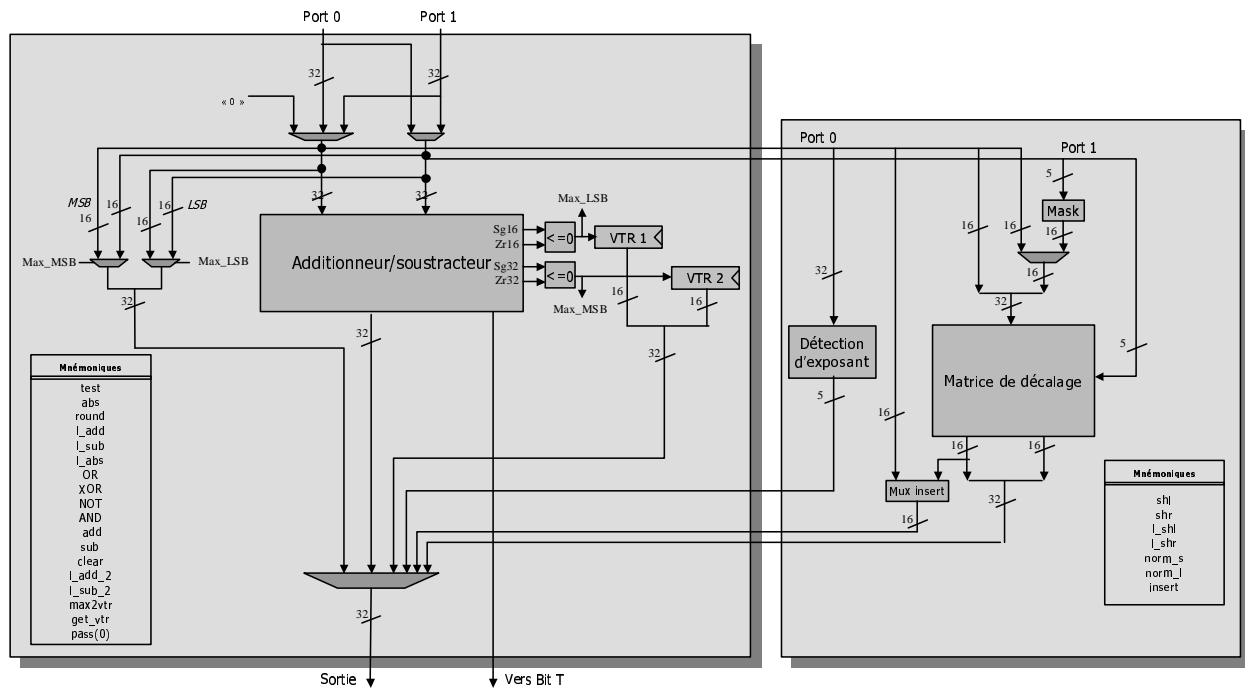 Port 0
Port 1
32
32
« 0 »
MSB
16
16
16
16
LSB
Max_MSB
Max_LSB
32
32
32
Additionneur/soustracteur
Sg16
Zr16
Sg32
Zr32
<=0
<=0
Max_LSB
Max_MSB
VTR 1
VTR 2
16
16
32
32
Mnémoniques
test
abs
round
l_add
l_sub
l_abs
OR
XOR
NOT
AND
add
sub
clear
l_add_2
l_sub_2
max2vtr
get_vtr
pass(0)
32
Sortie
Vers Bit T
Port 0
Port 1
5
Mask
16
16
16
16
32
32
Détection
d'exposant
5
Matrice de décalage
5
16
16
16
Mux insert
16
32
Mnémoniques
shl
shr
l_shl
l_shr
norm_s
norm_l
insert